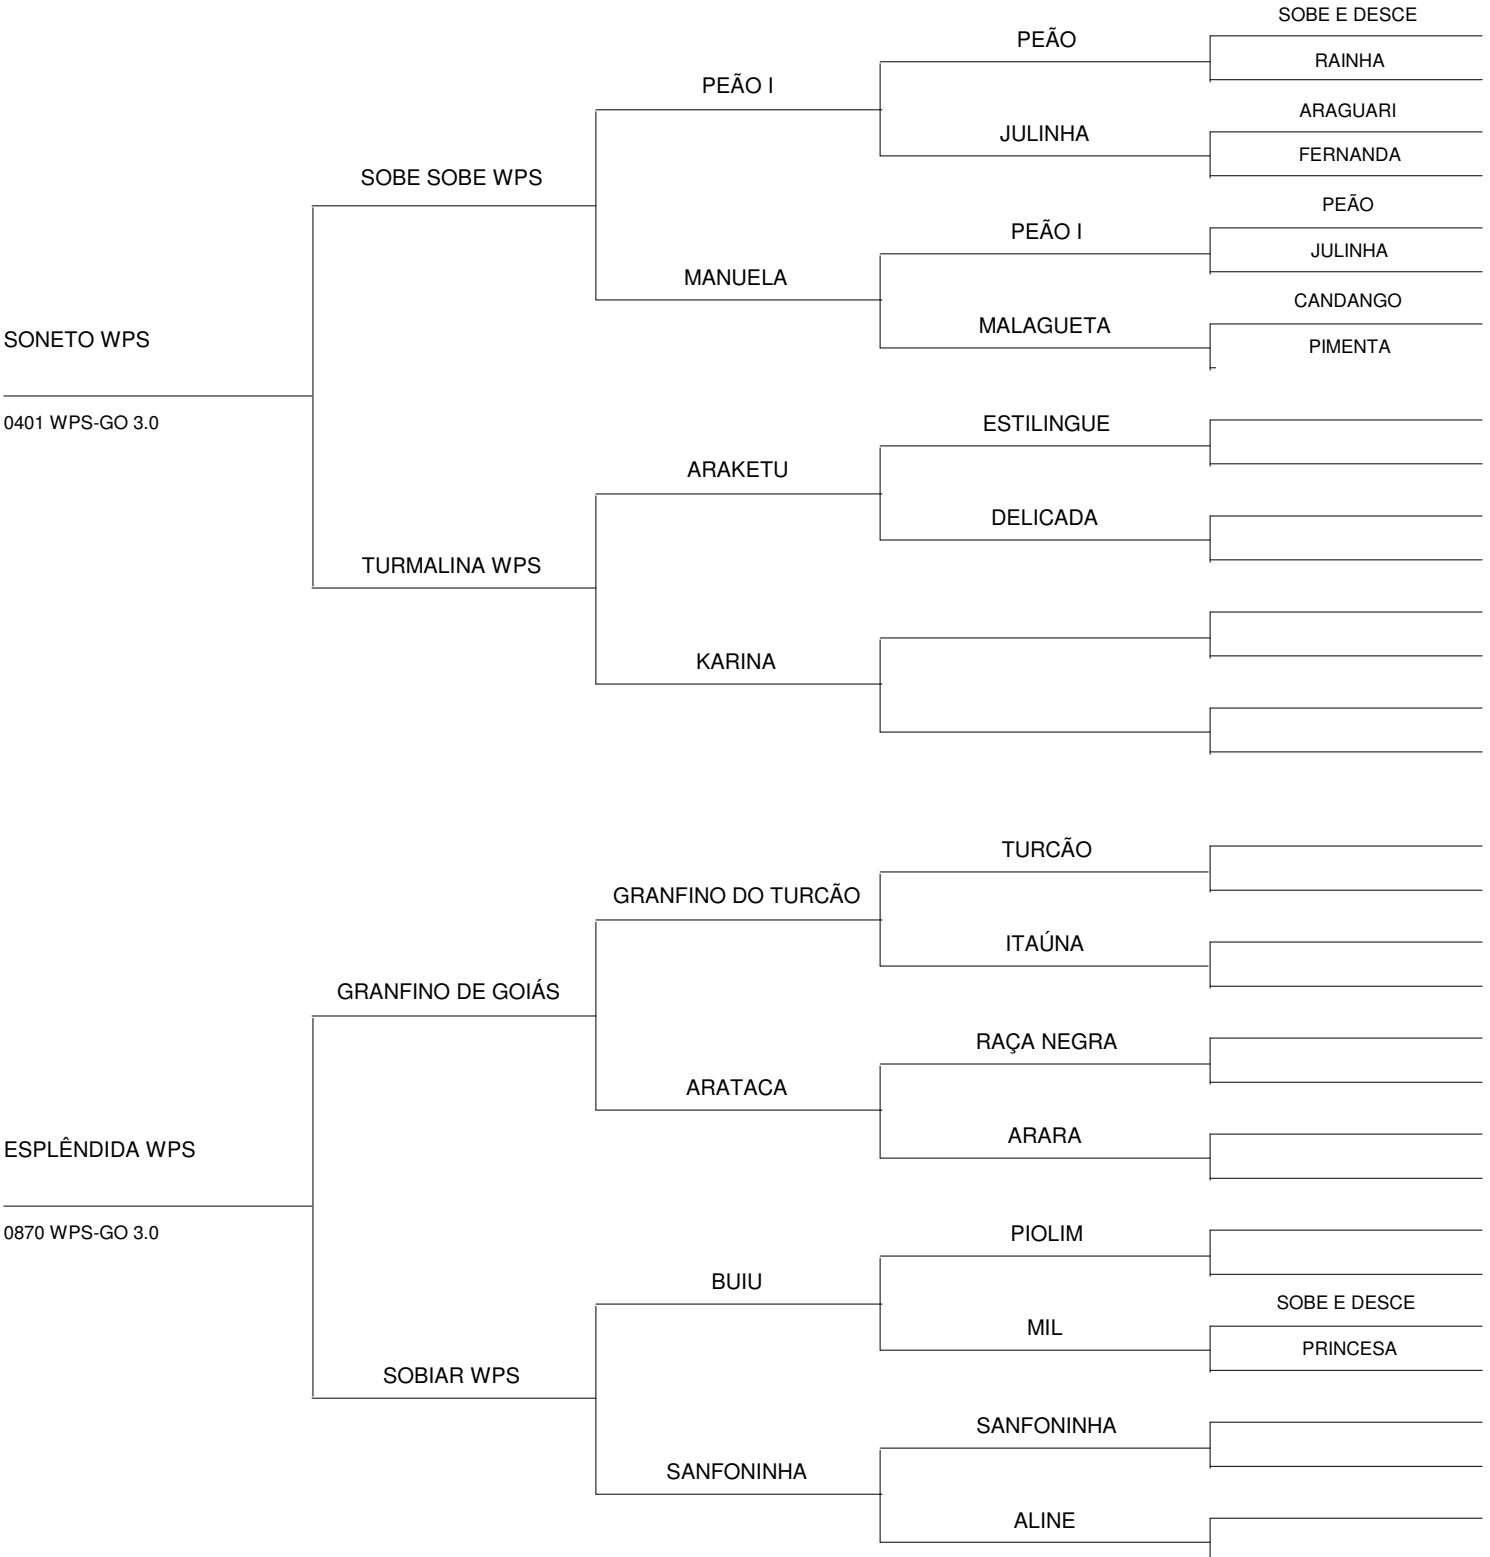 SOBE E DESCE
PEÃO
RAINHA
PEÃO I
ARAGUARI
JULINHA
FERNANDA
SOBE SOBE WPS
PEÃO
PEÃO I
JULINHA
MANUELA
CANDANGO
MALAGUETA
PIMENTA
SONETO WPS
0401 WPS-GO 3.0
ESTILINGUE
ARAKETU
DELICADA
TURMALINA WPS
KARINA
TURCÃO
GRANFINO DO TURCÃO
ITAÚNA
GRANFINO DE GOIÁS
RAÇA NEGRA
ARATACA
ARARA
ESPLÊNDIDA WPS
0870 WPS-GO 3.0
PIOLIM
BUIU
SOBE E DESCE
MIL
PRINCESA
SOBIAR WPS
SANFONINHA
SANFONINHA
ALINE